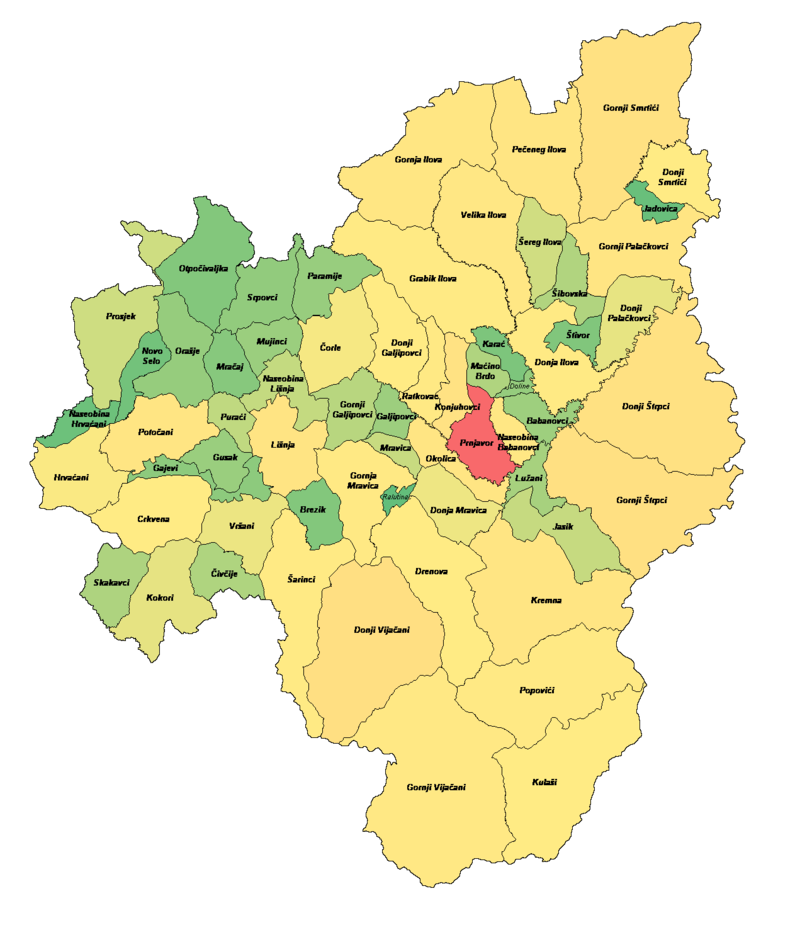 Gornji Smrtići
Pečeneg Ilova
Gornja Ilova
Donji
Smrtići
Jadovica
Velika Ilova
Šereg Ilova
Gornji Palačkovci
Otpočivaljka
Grabik Ilova
Paramije
Srpovci
Šibovska
Donji
Palačkovci
Prosjek
Štivor
Karać
Mujinci
Čorle
Donji
Galjipovci
Novo
Selo
Orašje
Mračaj
Donja Ilova
Maćino
Brdo
Naseobina
Lišnja
Doline
Ratkovac
Konjuhovci
Donji Štrpci
Gornji
Galjipovci
Galjipovci
Naseobina
Hrvaćani
Puraći
Babanovci
Potočani
Lišnja
Prnjavor
Naseobina
Babanovci
Mravica
Gusak
Okolica
Gajevi
Hrvaćani
Gornja
Mravica
Lužani
Ralutinac
Gornji Štrpci
Brezik
Donja Mravica
Crkvena
Vršani
Jasik
Drenova
Čivčije
Šarinci
Skakavci
Kokori
Kremna
Donji Vijačani
Popovići
Kulaši
Gornji Vijačani